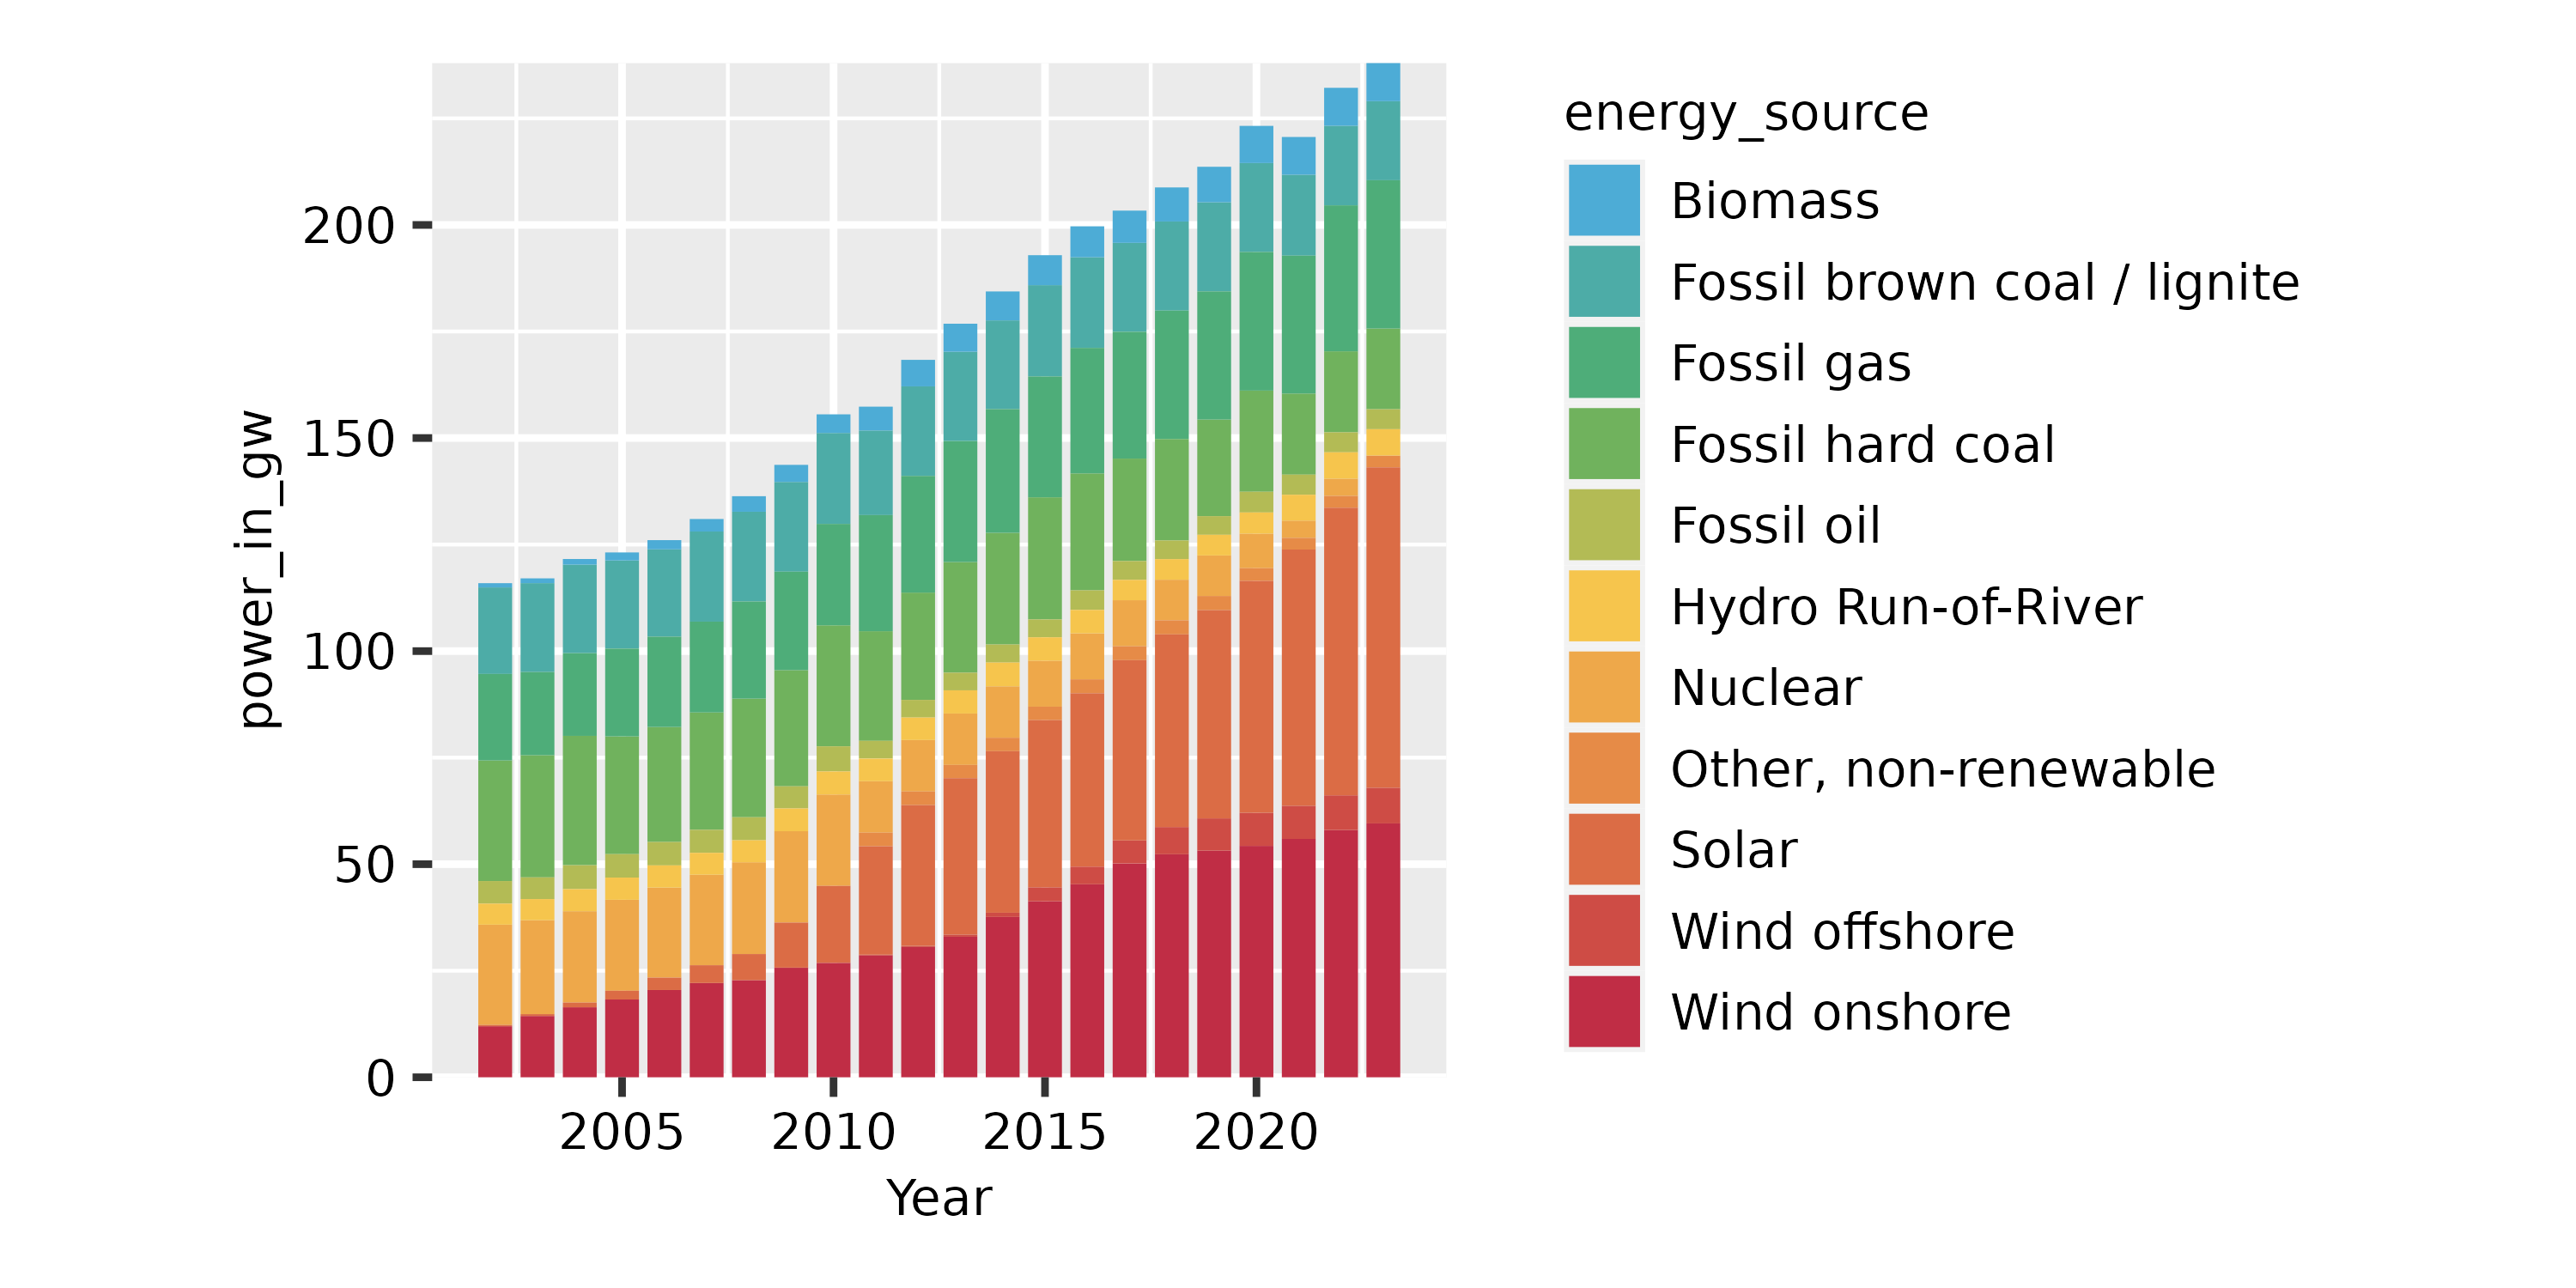 energy_source
Biomass
Fossil brown coal / lignite
Fossil gas
Fossil hard coal
Fossil oil
Hydro Run-of-River
Nuclear
Other, non-renewable
Solar
Wind offshore
Wind onshore
power_in_gw
200
150
100
50
0
2005 2010 2015 2020
Year